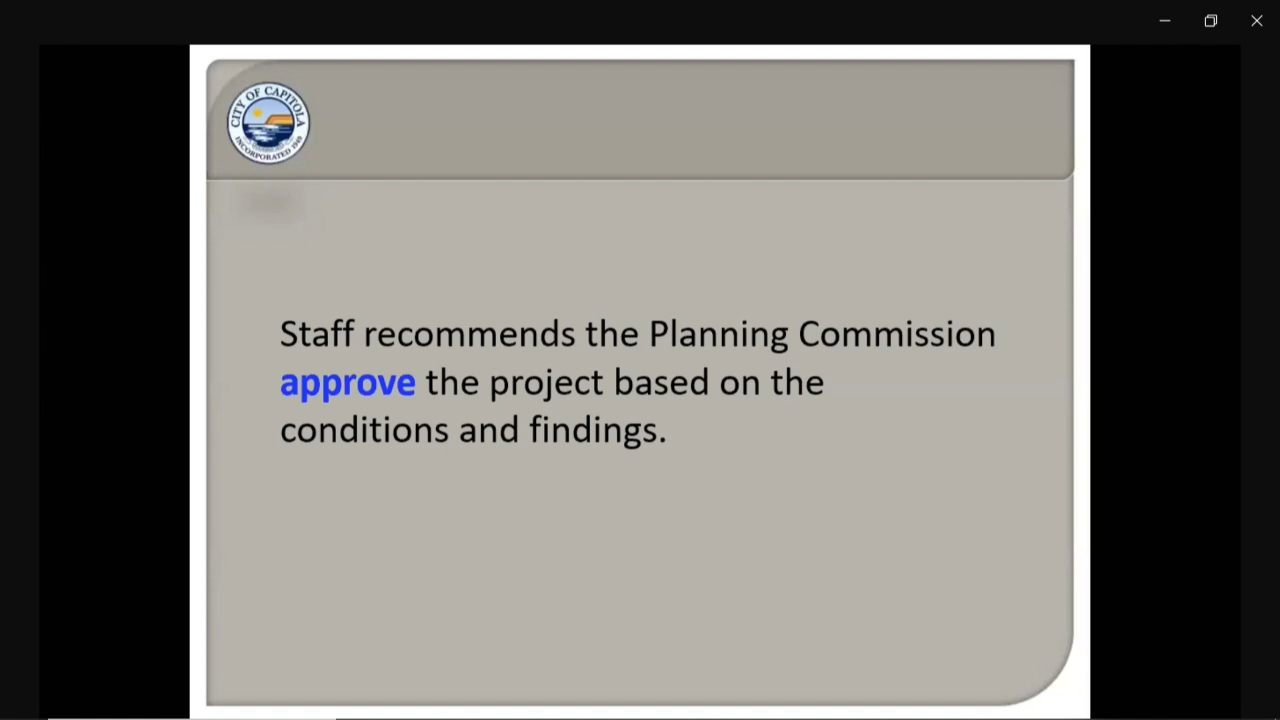 CITY OF CAPITOLA
INCORPORATED 1949
Staff recommends the Planning Commission
approve the project based on the
conditions and findings.